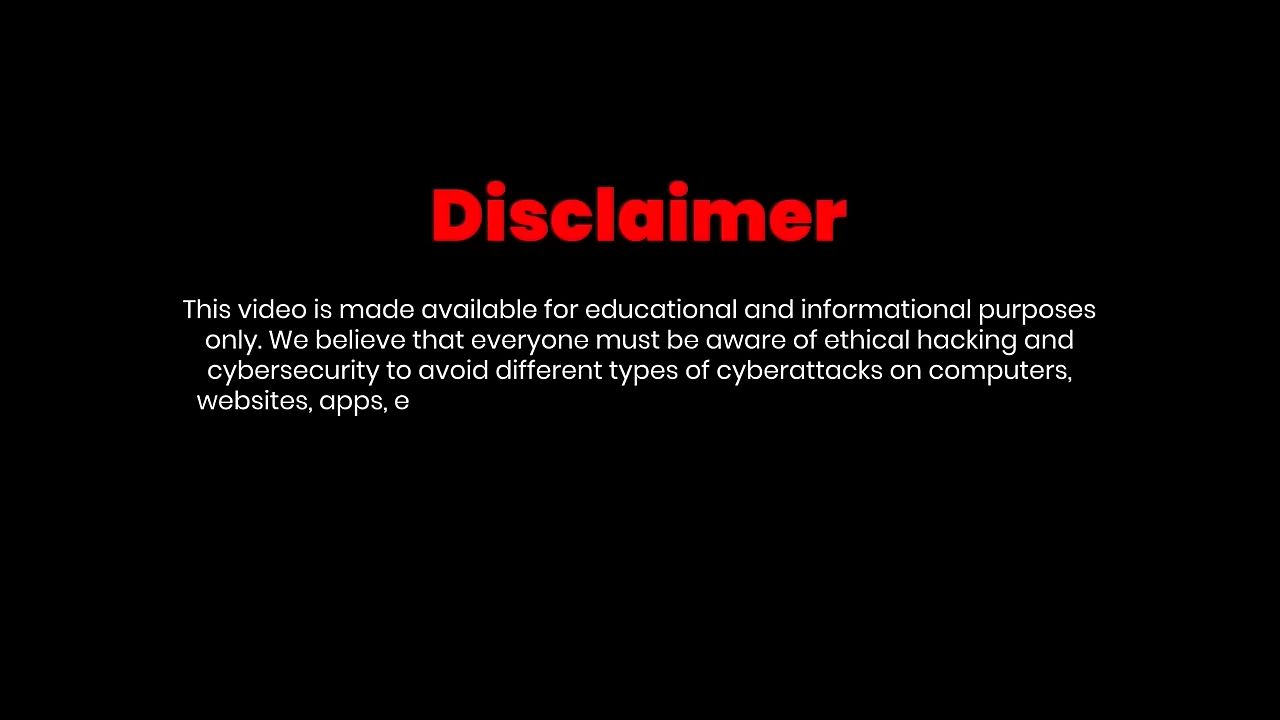 Disclaimer
This video is made available for educational and informational purposes
only. We believe that everyone must be aware of ethical hacking and
cybersecurity to avoid different types of cyberattacks on computers,
websites, apps, e